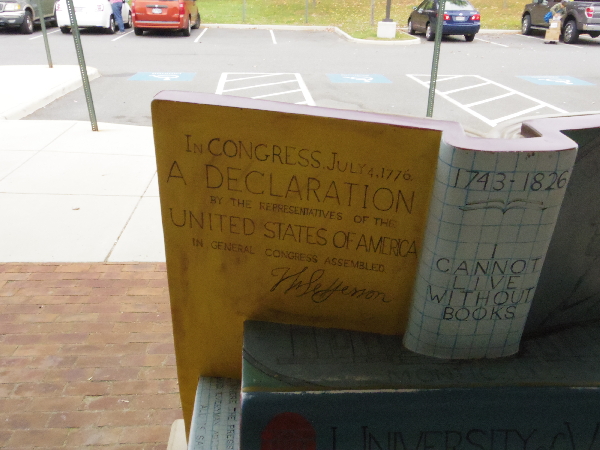 IN CONGRESS, JULY 4, 1776.
A DECLARATION
BY THE REPRESENTATIVES OF THE
UNITED STATES OF AMERICA
IN GENERAL CONGRESS ASSEMBLED.
Th Jefferson
1743-1826
I
CANNOT
LIVE
WITHOUT
BOOKS
UNIVERSITY of V